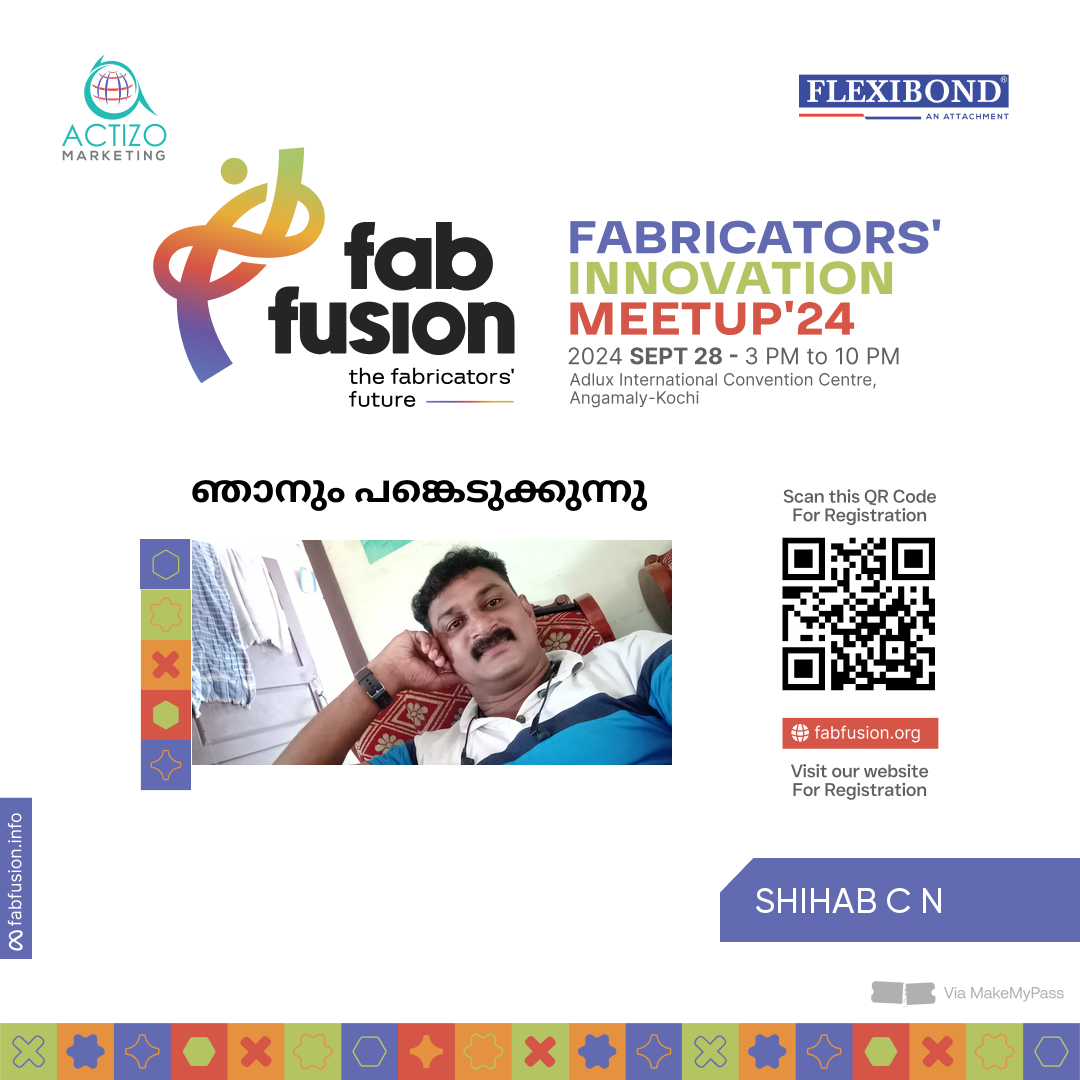 ACTIZO
MARKETING
FLEXIBOND®
AN ATTACHMENT
fab
fusion
the fabricators'
future
FABRICATORS'
INNOVATION
MEETUP'24
2024 SEPT 28 - 3 PM to 10 PM
Adlux International Convention Centre,
Angamaly-Kochi
ഞാനും പങ്കെടുക്കുന്നു
Scan this QR Code
For Registration
fabfusion.org
Visit our website
For Registration
fabfusion.info
SHIHAB C N
Via MakeMyPass